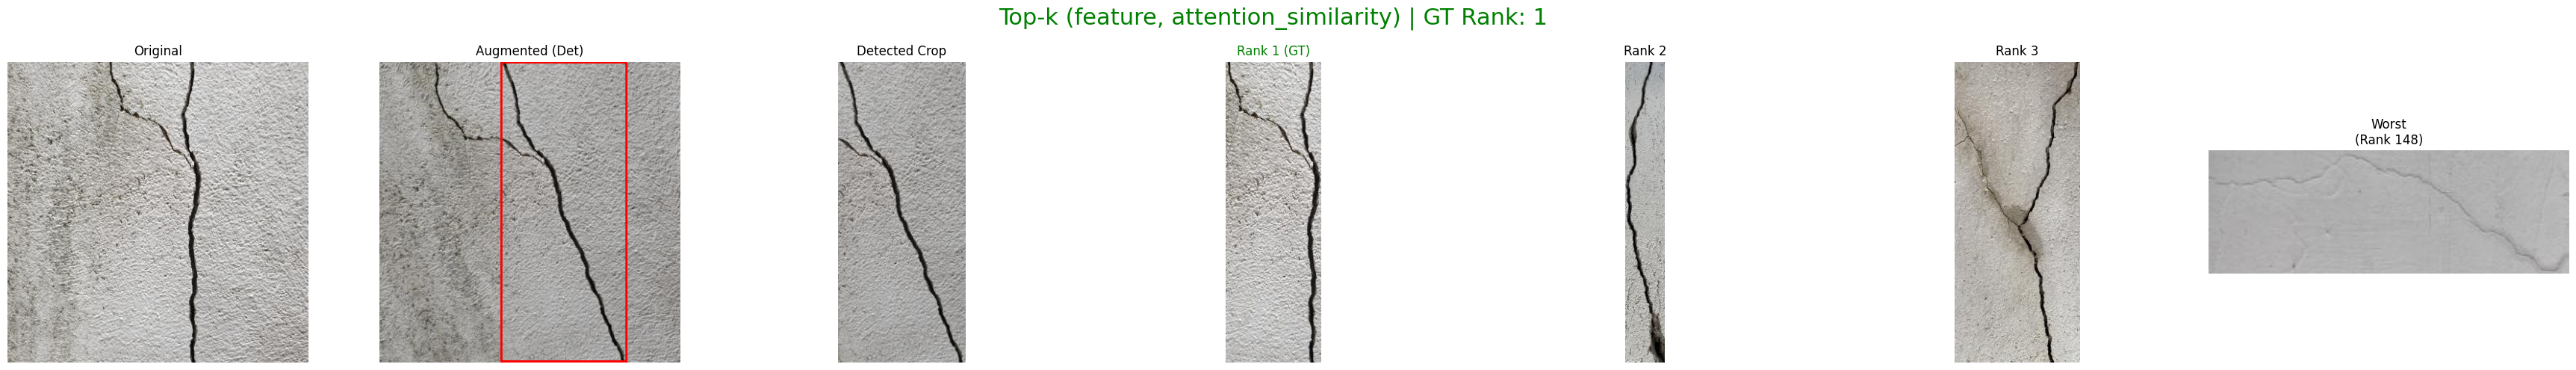 Top-k (feature, attention_similarity) | GT Rank: 1
Original
Augmented (Det)
Detected Crop
Rank 1 (GT)
Rank 2
Rank 3
Worst
(Rank 148)